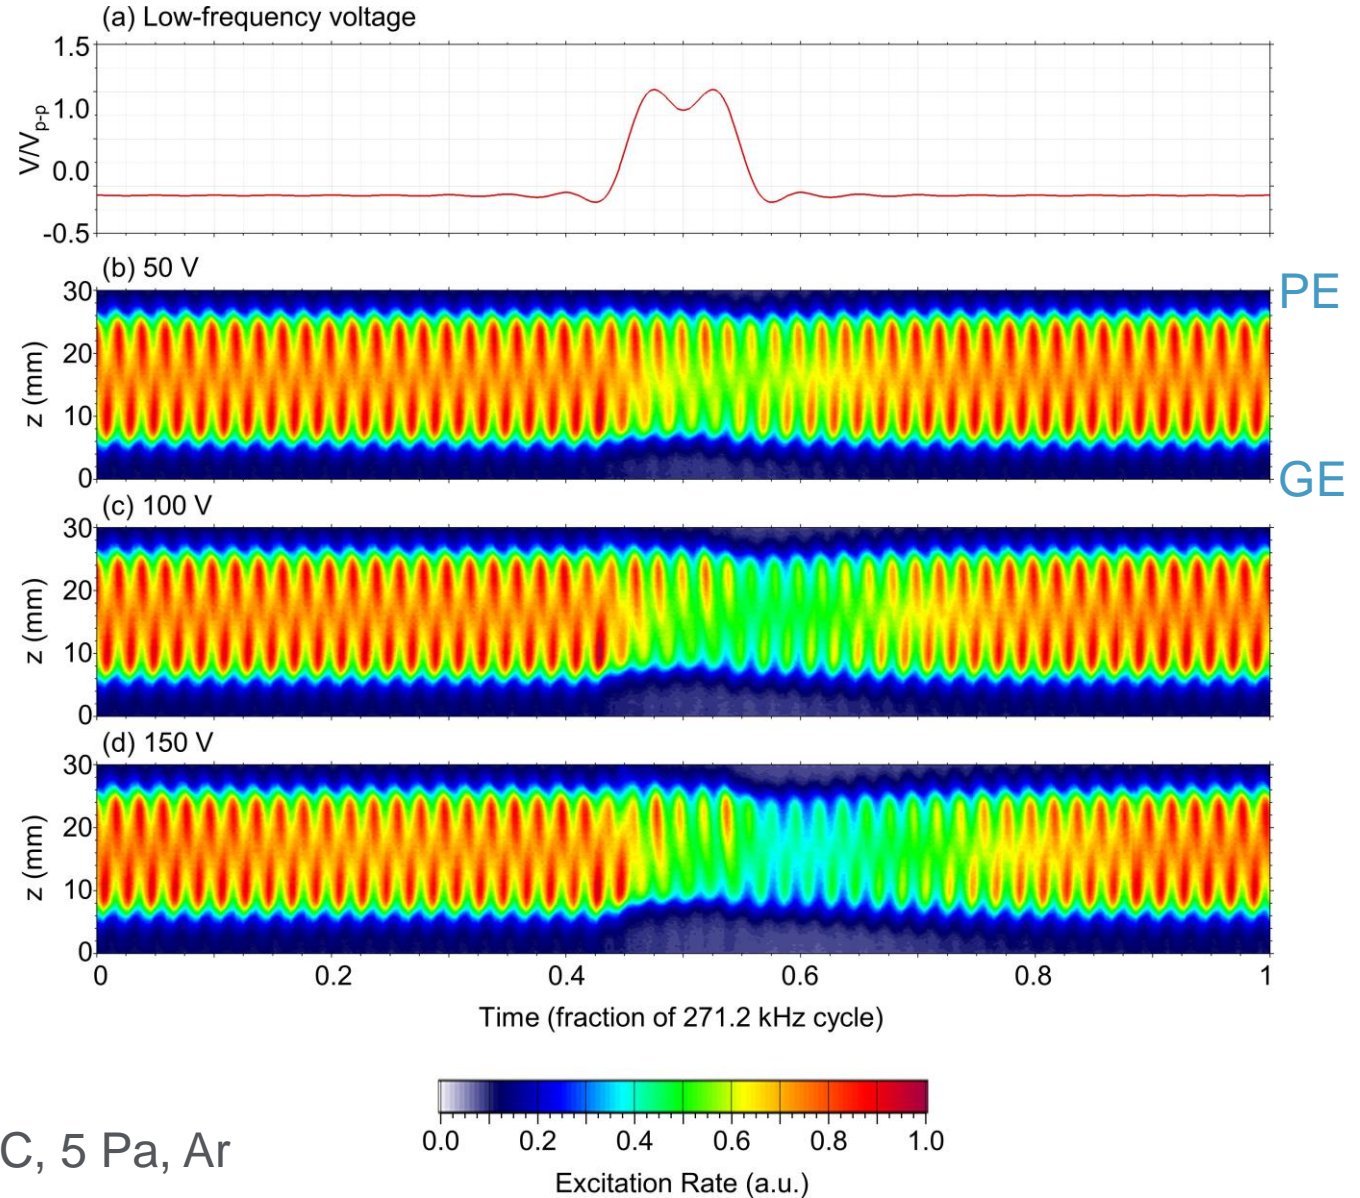 (a) Low-frequency voltage
1.5
1.0
0.0
-0.5
V/Vp-p
(b) 50 V
30
20
10
0
z (mm)
PE
GE
(c) 100 V
30
20
10
0
z (mm)
(d) 150 V
30
20
10
0
z (mm)
0 0.2 0.4 0.6 0.8 1
Time (fraction of 271.2 kHz cycle)
0.0 0.2 0.4 0.6 0.8 1.0
Excitation Rate (a.u.)
C, 5 Pa, Ar